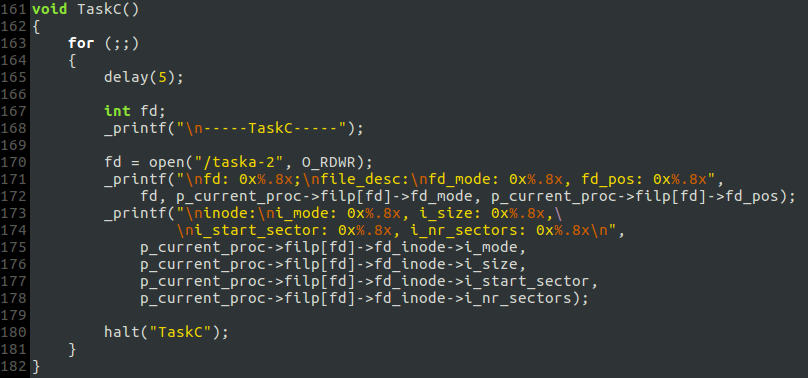 161 void TaskC()
162 {
163     for (;;)
164     {
165         delay(5);
166
167         int fd;
168         _printf("\n-----TaskC-----");
169
170         fd = open("/taska-2", O_RDWR);
171         _printf("\nfd: 0x%.8x;\nfile_desc:\nfd_mode: 0x%.8x, fd_pos: 0x%.8x",
172             fd, p_current_proc->filp[fd]->fd_mode, p_current_proc->filp[fd]->fd_pos);
173         _printf("\ninode:\ni_mode: 0x%.8x, i_size: 0x%.8x,\
174                 \ni_start_sector: 0x%.8x, i_nr_sectors: 0x%.8x\n",
175             p_current_proc->filp[fd]->fd_inode->i_mode,
176             p_current_proc->filp[fd]->fd_inode->i_size,
177             p_current_proc->filp[fd]->fd_inode->i_start_sector,
178             p_current_proc->filp[fd]->fd_inode->i_nr_sectors);
179
180         halt("TaskC");
181     }
182 }